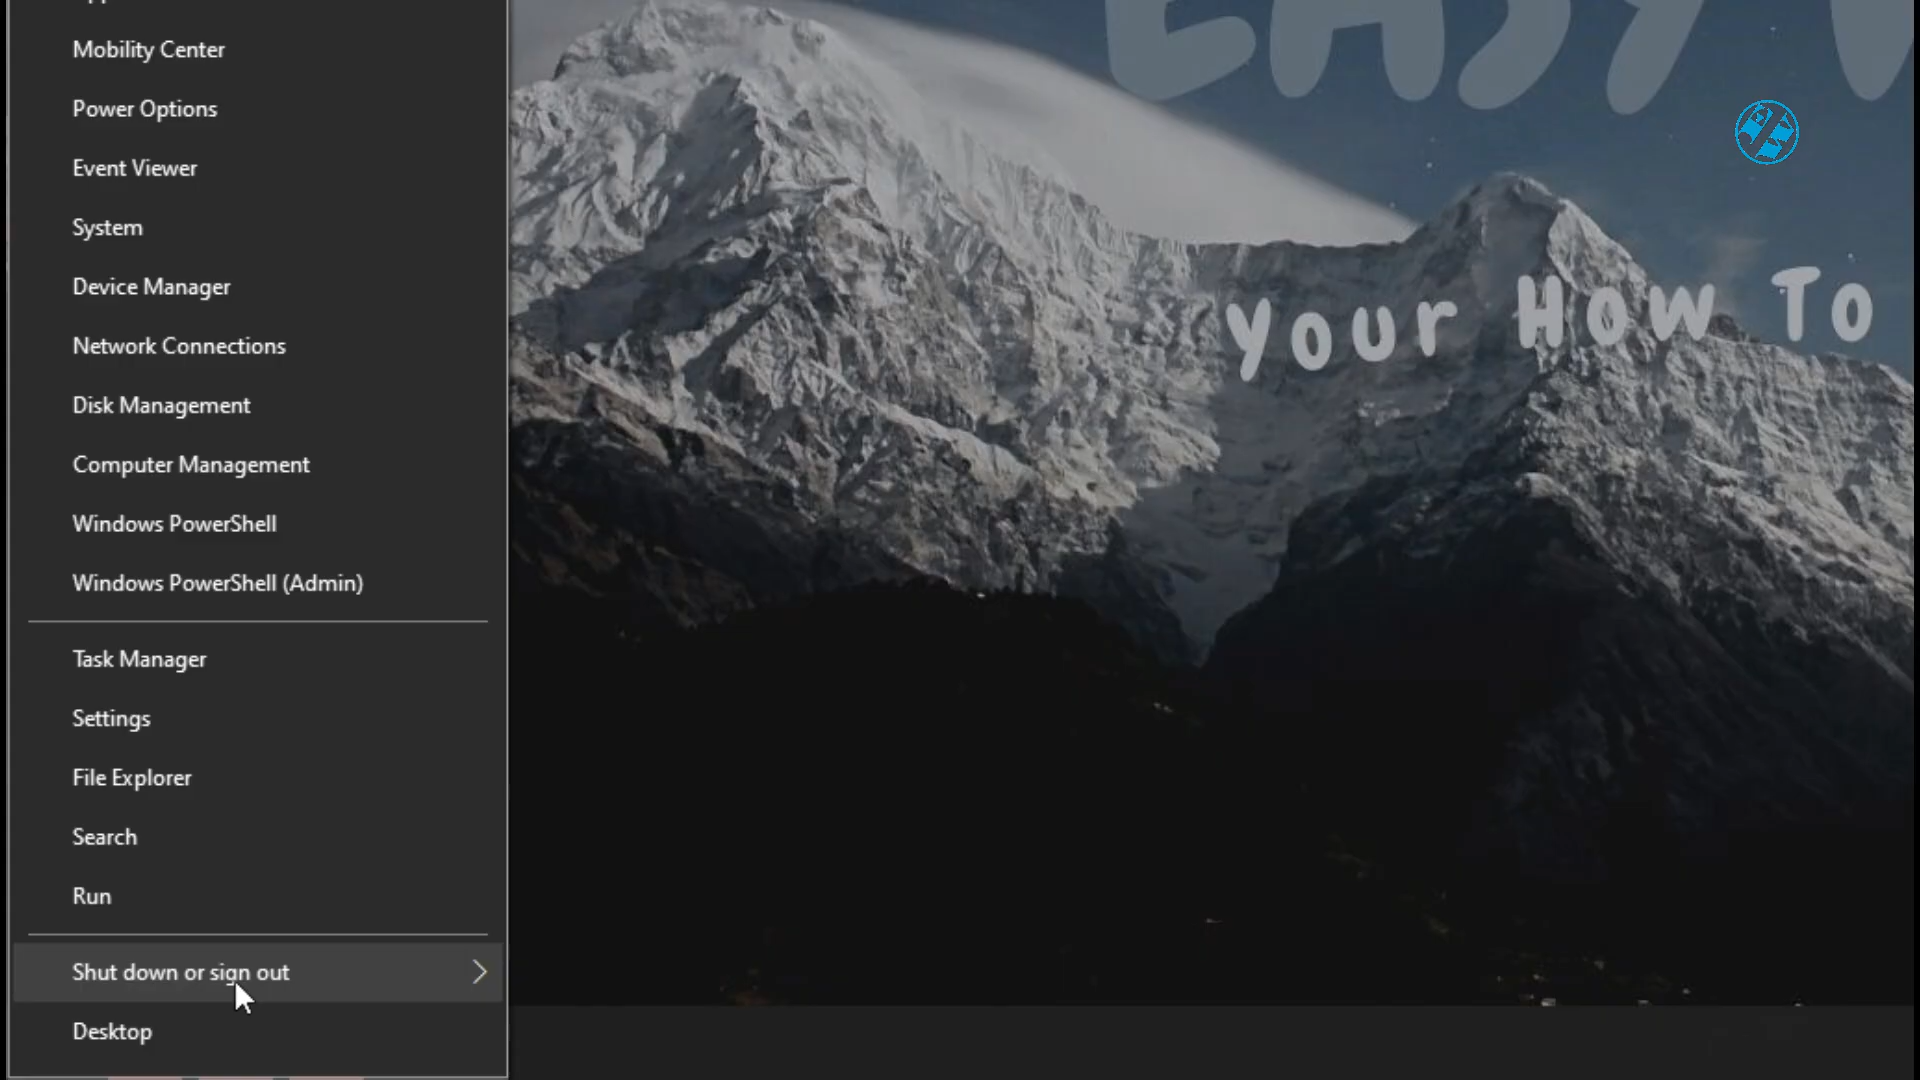 Mobility Center
Power Options
Event Viewer
System
Device Manager
Network Connections
Disk Management
Computer Management
Windows PowerShell
Windows PowerShell (Admin)
Task Manager
Settings
File Explorer
Search
Run
Shut down or sign out
Desktop
EASY
Your How To